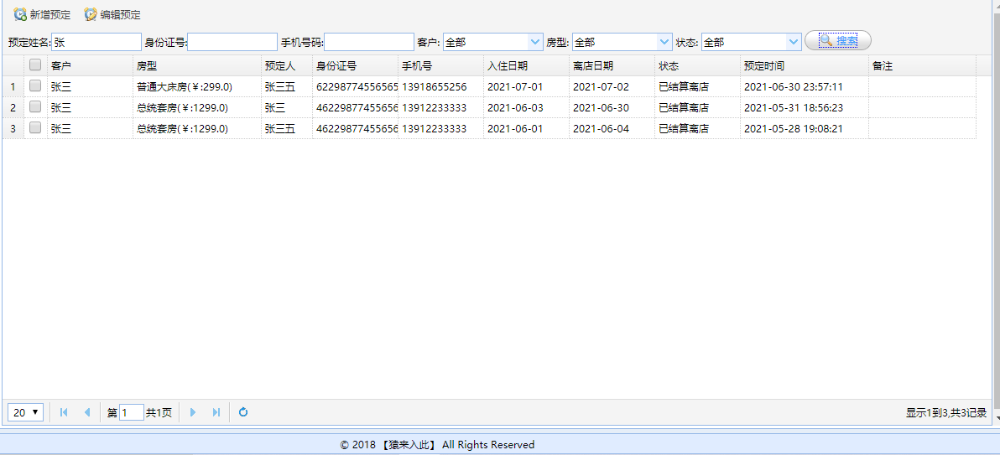 新增预定 编辑预定
预定姓名: 张 身份证号: 手机号码: 客户: 全部 房型: 全部 状态: 全部 搜索
客户 房型 预定人 身份证号 手机号 入住日期 离店日期 状态 预定时间 备注
1 张三 普通大床房(￥:299.0) 张三五 62298774556565 13918655256 2021-07-01 2021-07-02 已结算离店 2021-06-30 23:57:11
2 张三 总统套房(￥:1299.0) 张三 46229877455656 13912233333 2021-06-03 2021-06-30 已结算离店 2021-05-31 18:56:23
3 张三 总统套房(￥:1299.0) 张三五 46229877455656 13912233333 2021-06-01 2021-06-04 已结算离店 2021-05-28 19:08:21
20 第 1 共1页 显示1到3,共3记录
© 2018 【猿来入此】 All Rights Reserved